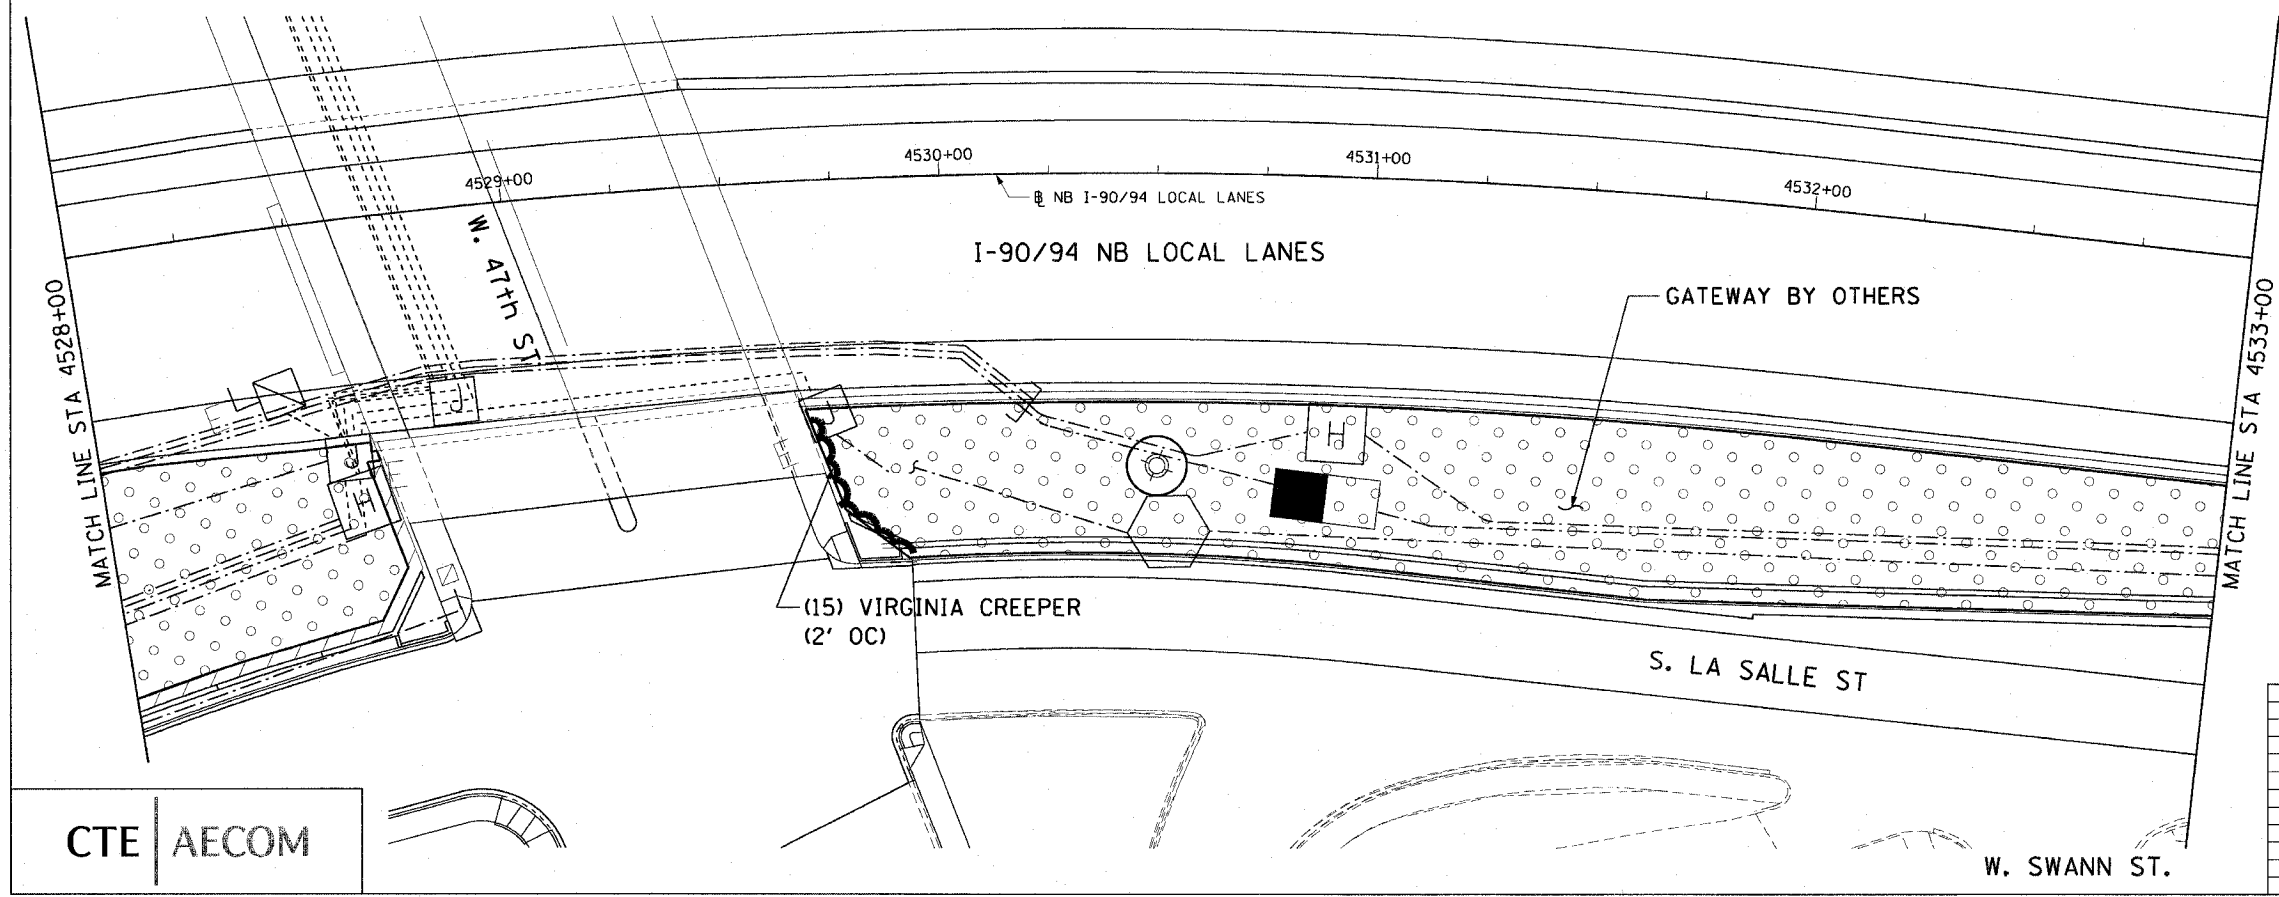 4530+00
4531+00
4529+00
4532+00
℄ NB I-90/94 LOCAL LANES
W. 47th ST
I-90/94 NB LOCAL LANES
GATEWAY BY OTHERS
MATCH LINE STA 4528+00
MATCH LINE STA 4533+00
J
J
H
H
(15) VIRGINIA CREEPER
(2' OC)
S. LA SALLE ST
CTE | AECOM
W. SWANN ST.